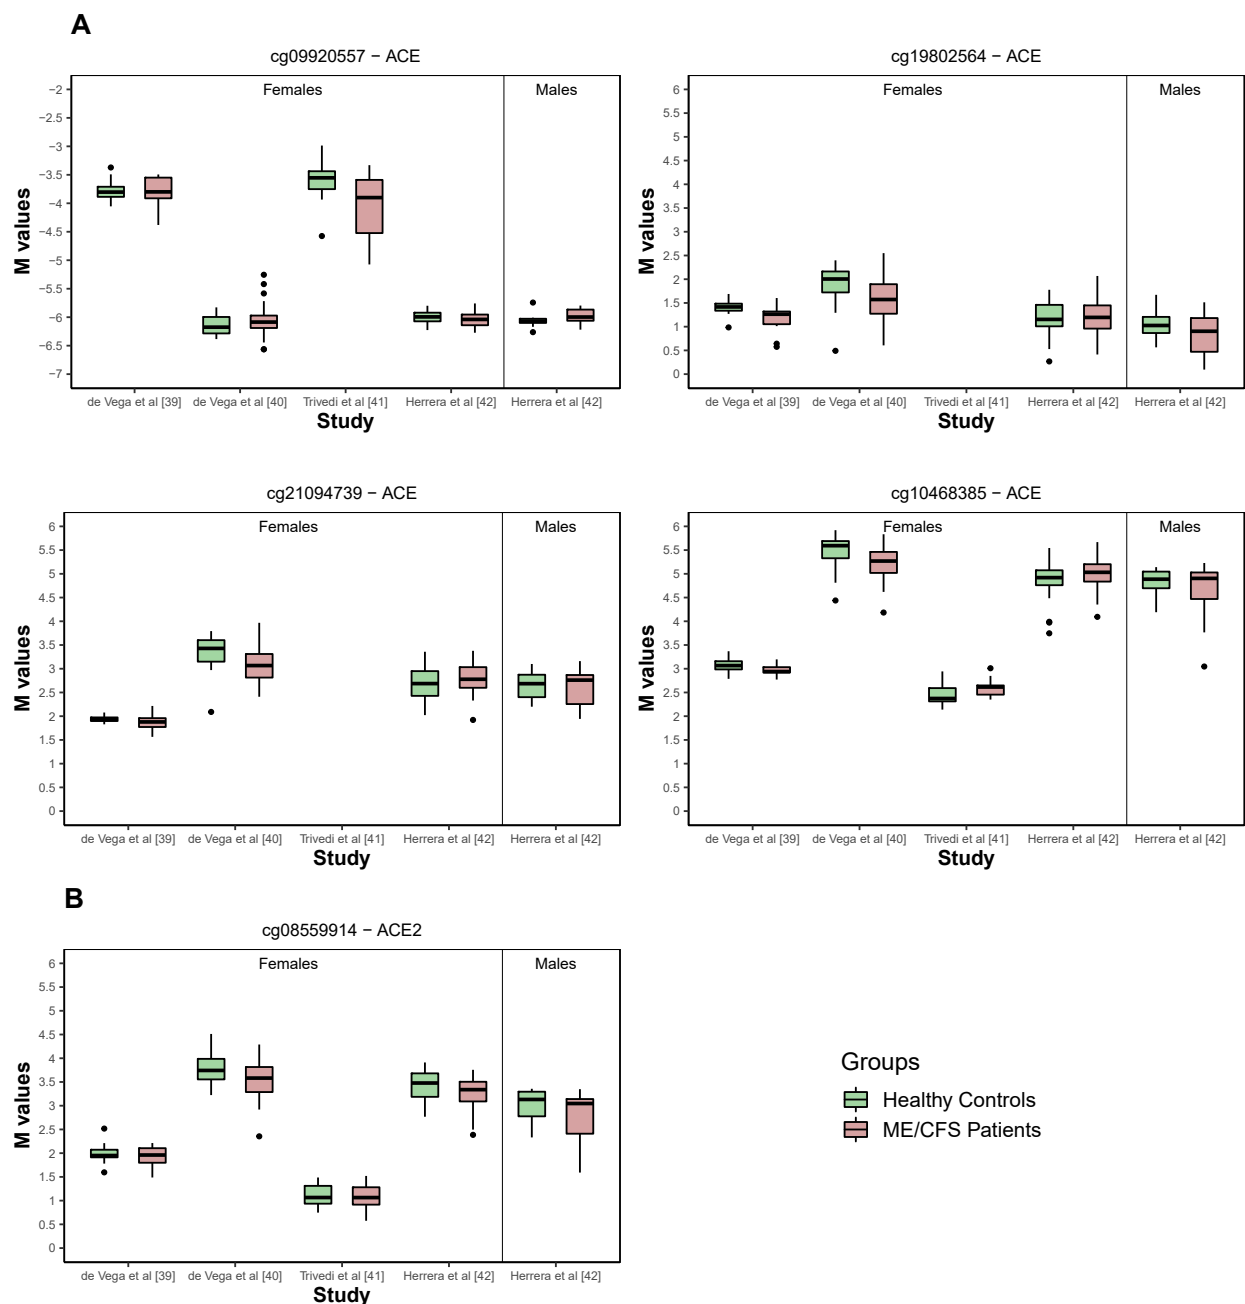 A
cg09920557 − ACE
Females
Males
−2
−2.5
−3
−3.5
−4
−4.5
−5
−5.5
−6
−6.5
−7
M values
de Vega et al [39]
de Vega et al [40]
Trivedi et al [41]
Herrera et al [42]
Herrera et al [42]
Study
cg19802564 − ACE
Females
Males
6
5.5
5
4.5
4
3.5
3
2.5
2
1.5
1
0.5
0
M values
de Vega et al [39]
de Vega et al [40]
Trivedi et al [41]
Herrera et al [42]
Herrera et al [42]
Study
cg21094739 − ACE
Females
Males
6
5.5
5
4.5
4
3.5
3
2.5
2
1.5
1
0.5
0
M values
de Vega et al [39]
de Vega et al [40]
Trivedi et al [41]
Herrera et al [42]
Herrera et al [42]
Study
cg10468385 − ACE
Females
Males
6
5.5
5
4.5
4
3.5
3
2.5
2
1.5
1
0.5
0
M values
de Vega et al [39]
de Vega et al [40]
Trivedi et al [41]
Herrera et al [42]
Herrera et al [42]
Study
B
cg08559914 − ACE2
Females
Males
6
5.5
5
4.5
4
3.5
3
2.5
2
1.5
1
0.5
0
M values
de Vega et al [39]
de Vega et al [40]
Trivedi et al [41]
Herrera et al [42]
Herrera et al [42]
Study
Groups
Healthy Controls
ME/CFS Patients